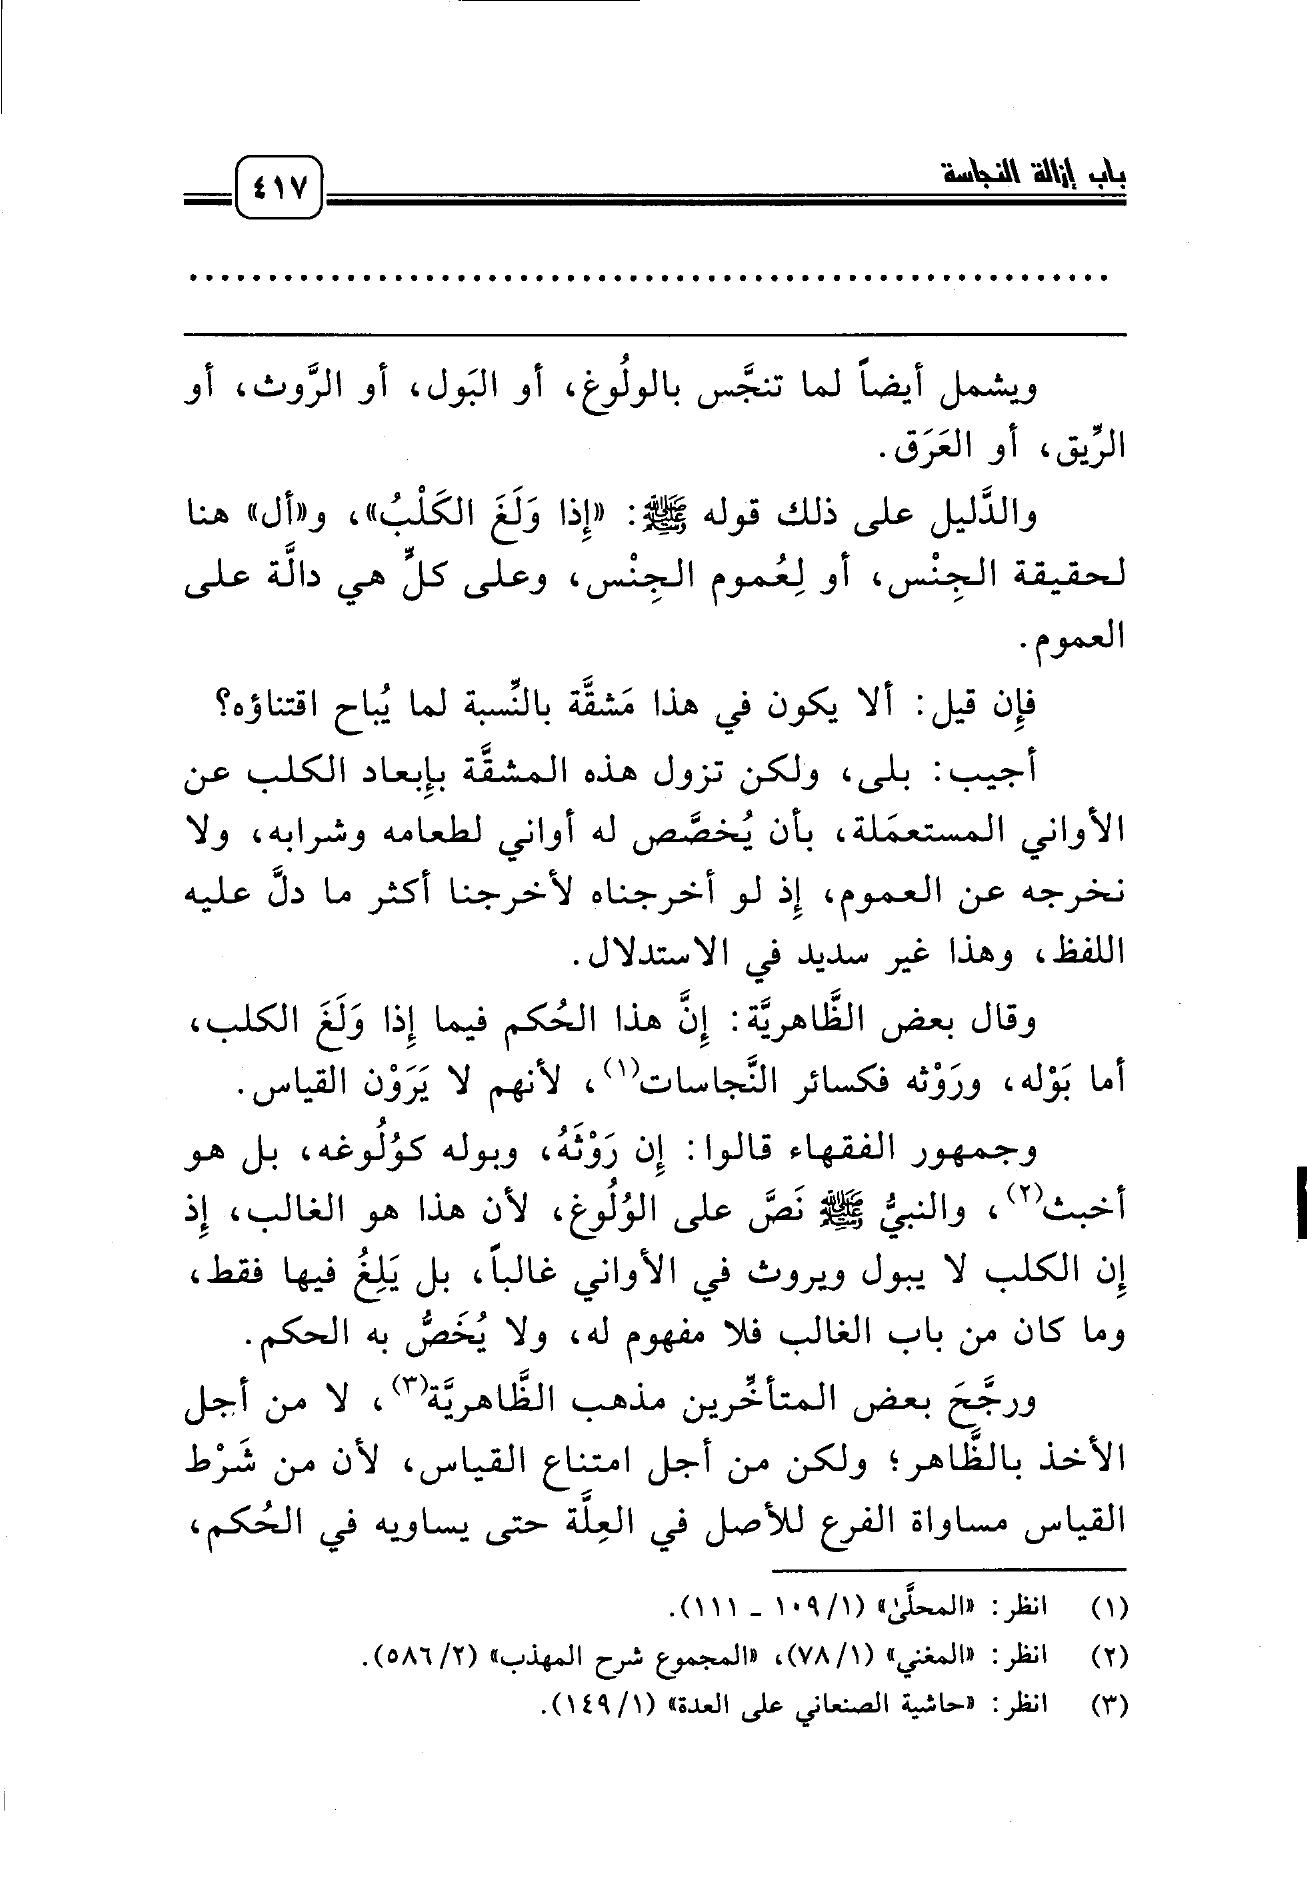 باب إزالة النجاسة
٤١٧
ويشمل أيضاً لما تنجَّس بالولُوغ، أو البَول، أو الرَّوث، أو
الرِّيق، أو العَرَق.
والدَّليل على ذلك قوله ﷺ: «إِذا وَلَغَ الكَلْبُ»، و«أل» هنا
لحقيقة الجِنْس، أو لِعُموم الجِنْس، وعلى كلٍّ هي دالَّة على
العموم.
فإِن قيل: ألا يكون في هذا مَشقَّة بالنِّسبة لما يُباح اقتناؤه؟
أجيب: بلى، ولكن تزول هذه المشقَّة بإِبعاد الكلب عن
الأواني المستعمَلة، بأن يُخصَّص له أواني لطعامه وشرابه، ولا
نخرجه عن العموم، إِذ لو أخرجناه لأخرجنا أكثر ما دلَّ عليه
اللفظ، وهذا غير سديد في الاستدلال.
وقال بعض الظَّاهريَّة: إِنَّ هذا الحُكم فيما إِذا وَلَغَ الكلب،
أما بَوْله، ورَوْثه فكسائر النَّجاسات(١)، لأنهم لا يَرَوْن القياس.
وجمهور الفقهاء قالوا: إِن رَوْثَهُ، وبوله كوُلُوغه، بل هو
أخبث(٢)، والنبيُّ ﷺ نَصَّ على الوُلُوغ، لأن هذا هو الغالب، إِذ
إِن الكلب لا يبول ويروث في الأواني غالباً، بل يَلِغُ فيها فقط،
وما كان من باب الغالب فلا مفهوم له، ولا يُخَصُّ به الحكم.
ورجَّحَ بعض المتأخِّرين مذهب الظَّاهريَّة(٣)، لا من أجل
الأخذ بالظَّاهر؛ ولكن من أجل امتناع القياس، لأن من شَرْط
القياس مساواة الفرع للأصل في العِلَّة حتى يساويه في الحُكم،
(١) انظر: «المحلَّىٰ» (١/ ١٠٩ ـ ١١١).
(٢) انظر: «المغني» (١/ ٧٨)، «المجموع شرح المهذب» (٢/ ٥٨٦).
(٣) انظر: «حاشية الصنعاني على العدة» (١/ ١٤٩).